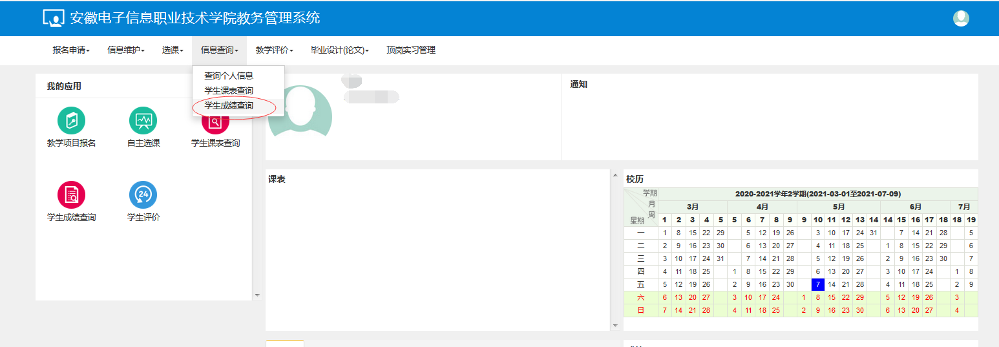 安徽电子信息职业技术学院教务管理系统
报名申请 信息维护 选课 信息查询 教学评价 毕业设计(论文) 顶岗实习管理
查询个人信息
学生课表查询
学生成绩查询
我的应用
教学项目报名 自主选课 学生课表查询
24
学生成绩查询 学生评价
通知
课表
校历
学期 2020-2021学年2学期(2021-03-01至2021-07-09)
月 3月 4月 5月 6月 7月
周
星期 1 2 3 4 5 5 6 7 8 9 9 10 11 12 13 14 14 15 16 17 18 18 19
一 1 8 15 22 29 5 12 19 26 3 10 17 24 31 7 14 21 28 5
二 2 9 16 23 30 6 13 20 27 4 11 18 25 1 8 15 22 29 6
三 3 10 17 24 31 7 14 21 28 5 12 19 26 2 9 16 23 30 7
四 4 11 18 25 1 8 15 22 29 6 13 20 27 3 10 17 24 1 8
五 5 12 19 26 2 9 16 23 30 7 14 21 28 4 11 18 25 2 9
六 6 13 20 27 3 10 17 24 1 8 15 22 29 5 12 19 26 3
日 7 14 21 28 4 11 18 25 2 9 16 23 30 6 13 20 27 4